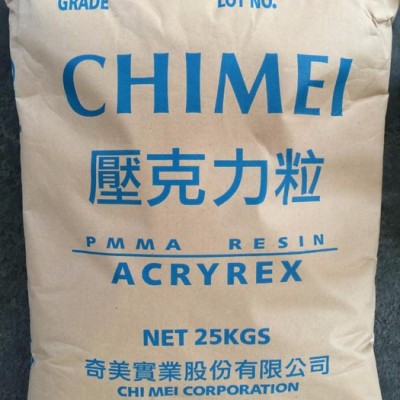 GRADE LOT NO.
CHIMEI
壓克力粒
PMMA RESIN
ACRYREX
NET 25KGS
奇美實業股份有限公司
CHI MEI CORPORATION